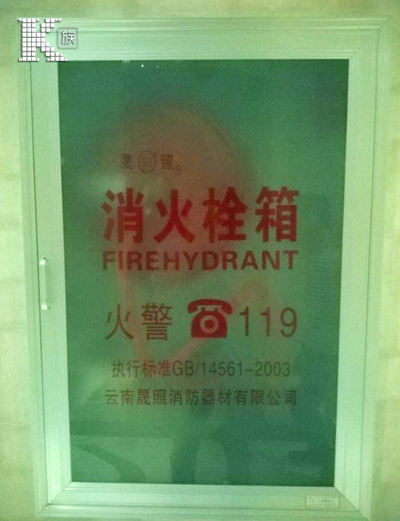 K族
晟 照®
消火栓箱
FIREHYDRANT
火警 ☎119
执行标准GB/14561-2003
云南晟照消防器材有限公司